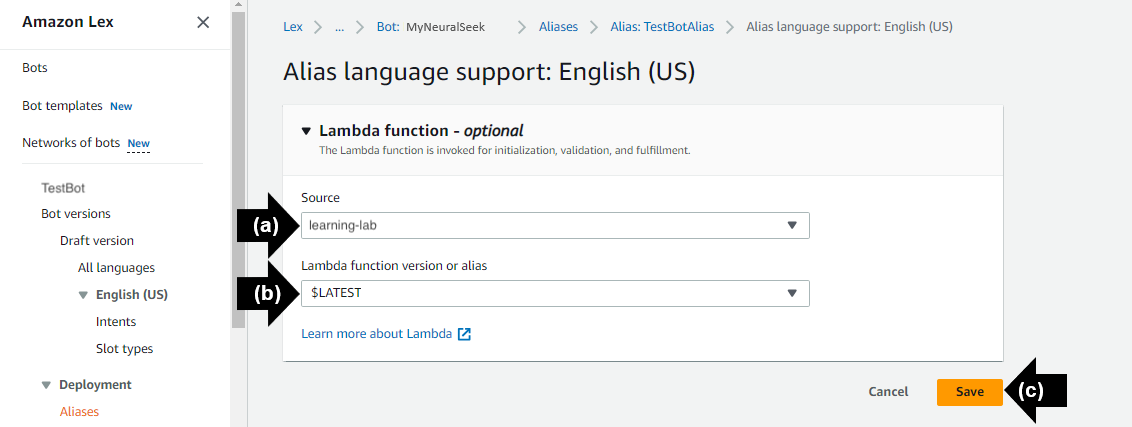 Amazon Lex
Bots
Bot templates New
Networks of bots New
TestBot
Bot versions
Draft version
All languages
English (US)
Intents
Slot types
Deployment
Aliases
Lex > ... > Bot: MyNeuralSeek > Aliases > Alias: TestBotAlias > Alias language support: English (US)
Alias language support: English (US)
Lambda function - optional
The Lambda function is invoked for initialization, validation, and fulfillment.
Source
(a) learning-lab
Lambda function version or alias
(b) $LATEST
Learn more about Lambda
Cancel Save (c)